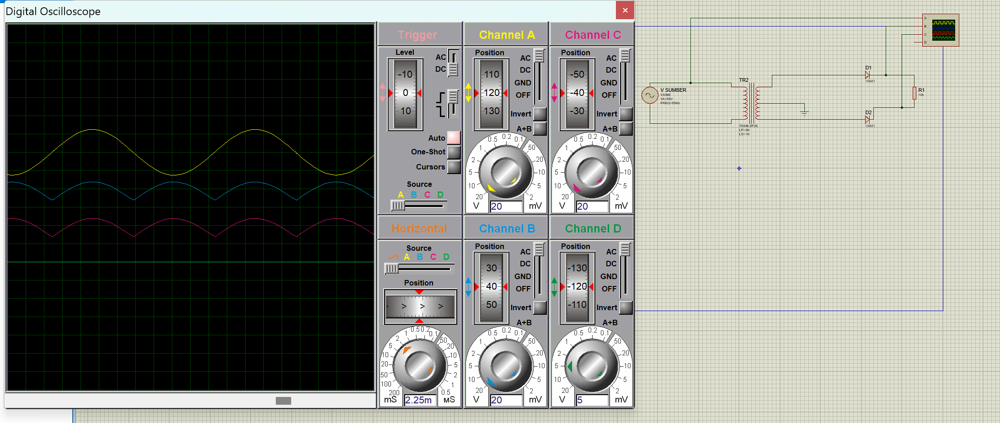 Digital Oscilloscope
Trigger
Level
-10
0
10
AC
DC
Auto
One-Shot
Cursors
Source
A B C D
Channel A
Position
110
120
130
AC
DC
GND
OFF
Invert
A+B
0.5 0.2 0.1
1
2
5
10
20
50
20
10
5
2
V
20
mV
Channel C
Position
-50
-40
-30
AC
DC
GND
OFF
Invert
A+B
0.5 0.2 0.1
1
2
5
10
20
50
20
10
5
2
V
20
mV
Horizontal
Source
A B C D
Position
> > >
0.5 0.2 0.1
1
2
5
10
20
50
100
200
50
20
10
5
2
1
0.5
mS
2.25m
мS
Channel B
Position
30
40
50
AC
DC
GND
OFF
Invert
A+B
0.5 0.2 0.1
1
2
5
10
20
50
20
10
5
2
V
20
mV
Channel D
Position
-130
-120
-110
AC
DC
GND
OFF
Invert
A+B
0.5 0.2 0.1
1
2
5
10
20
50
20
10
5
2
V
5
mV
A
B
C
D
V SUMBER
VSINE
VA=50V
FREQ=50Hz
TR2
TRAN-2P3S
LP=3H
LS=1H
D1
10A01
D2
10A01
R1
10k